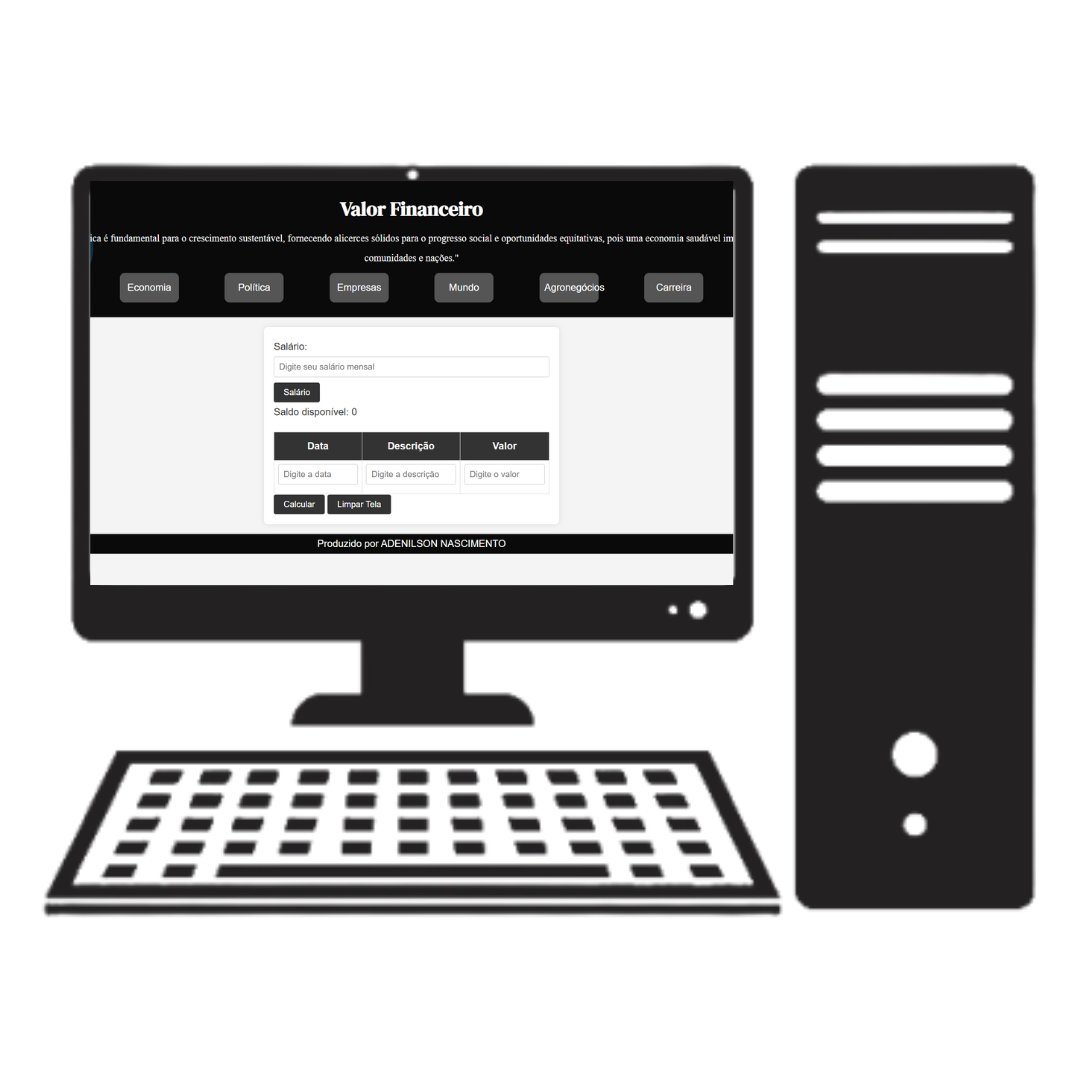 Valor Financeiro
ica é fundamental para o crescimento sustentável, fornecendo alicerces sólidos para o progresso social e oportunidades equitativas, pois uma economia saudável im
comunidades e nações."
Economia Política Empresas Mundo Agronegócios Carreira
Salário:
Digite seu salário mensal
Salário
Saldo disponível: 0
Data Descrição Valor
Digite a data Digite a descrição Digite o valor
Calcular Limpar Tela
Produzido por ADENILSON NASCIMENTO